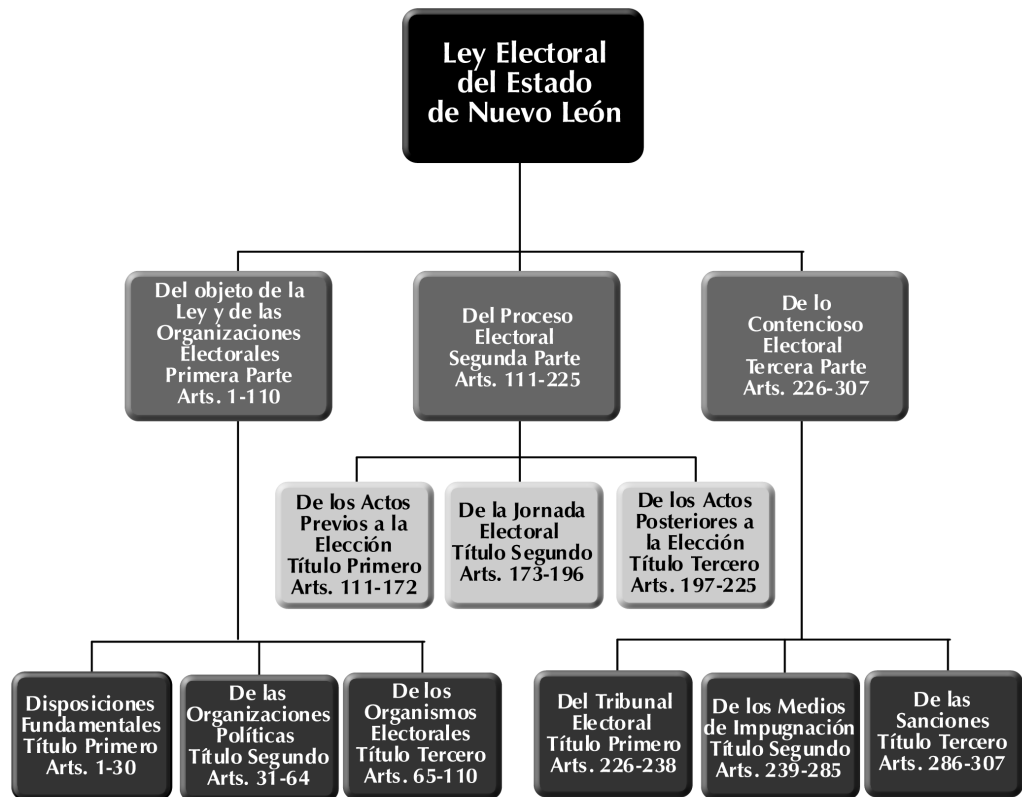 Ley Electoral
del Estado
de Nuevo León
Del objeto de la
Ley y de las
Organizaciones
Electorales
Primera Parte
Arts. 1-110
Del Proceso
Electoral
Segunda Parte
Arts. 111-225
De lo
Contencioso
Electoral
Tercera Parte
Arts. 226-307
De los Actos
Previos a la
Elección
Título Primero
Arts. 111-172
De la Jornada
Electoral
Título Segundo
Arts. 173-196
De los Actos
Posteriores a
la Elección
Título Tercero
Arts. 197-225
Disposiciones
Fundamentales
Título Primero
Arts. 1-30
De las
Organizaciones
Políticas
Título Segundo
Arts. 31-64
De los
Organismos
Electorales
Título Tercero
Arts. 65-110
Del Tribunal
Electoral
Título Primero
Arts. 226-238
De los Medios
de Impugnación
Título Segundo
Arts. 239-285
De las
Sanciones
Título Tercero
Arts. 286-307